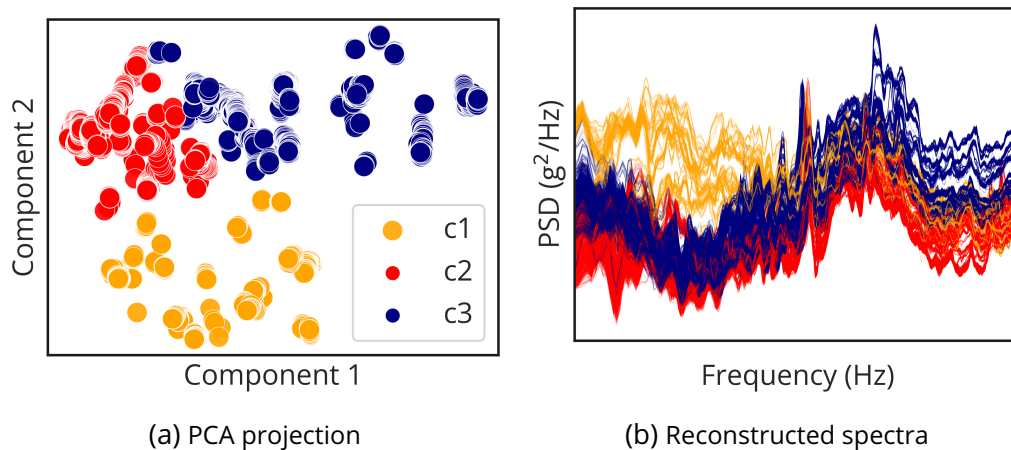 Component 2
c1
c2
c3
Component 1
(a) PCA projection
PSD (g²/Hz)
Frequency (Hz)
(b) Reconstructed spectra